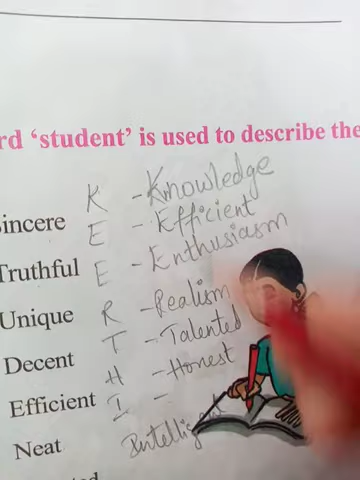 rd ‘student’ is used to describe the
K - Knowledge
incere E - Efficient
Truthful E - Enthusiasm
Unique R - Realism
Decent T - Talented
Efficient H - Honest
I -
Neat Intellig